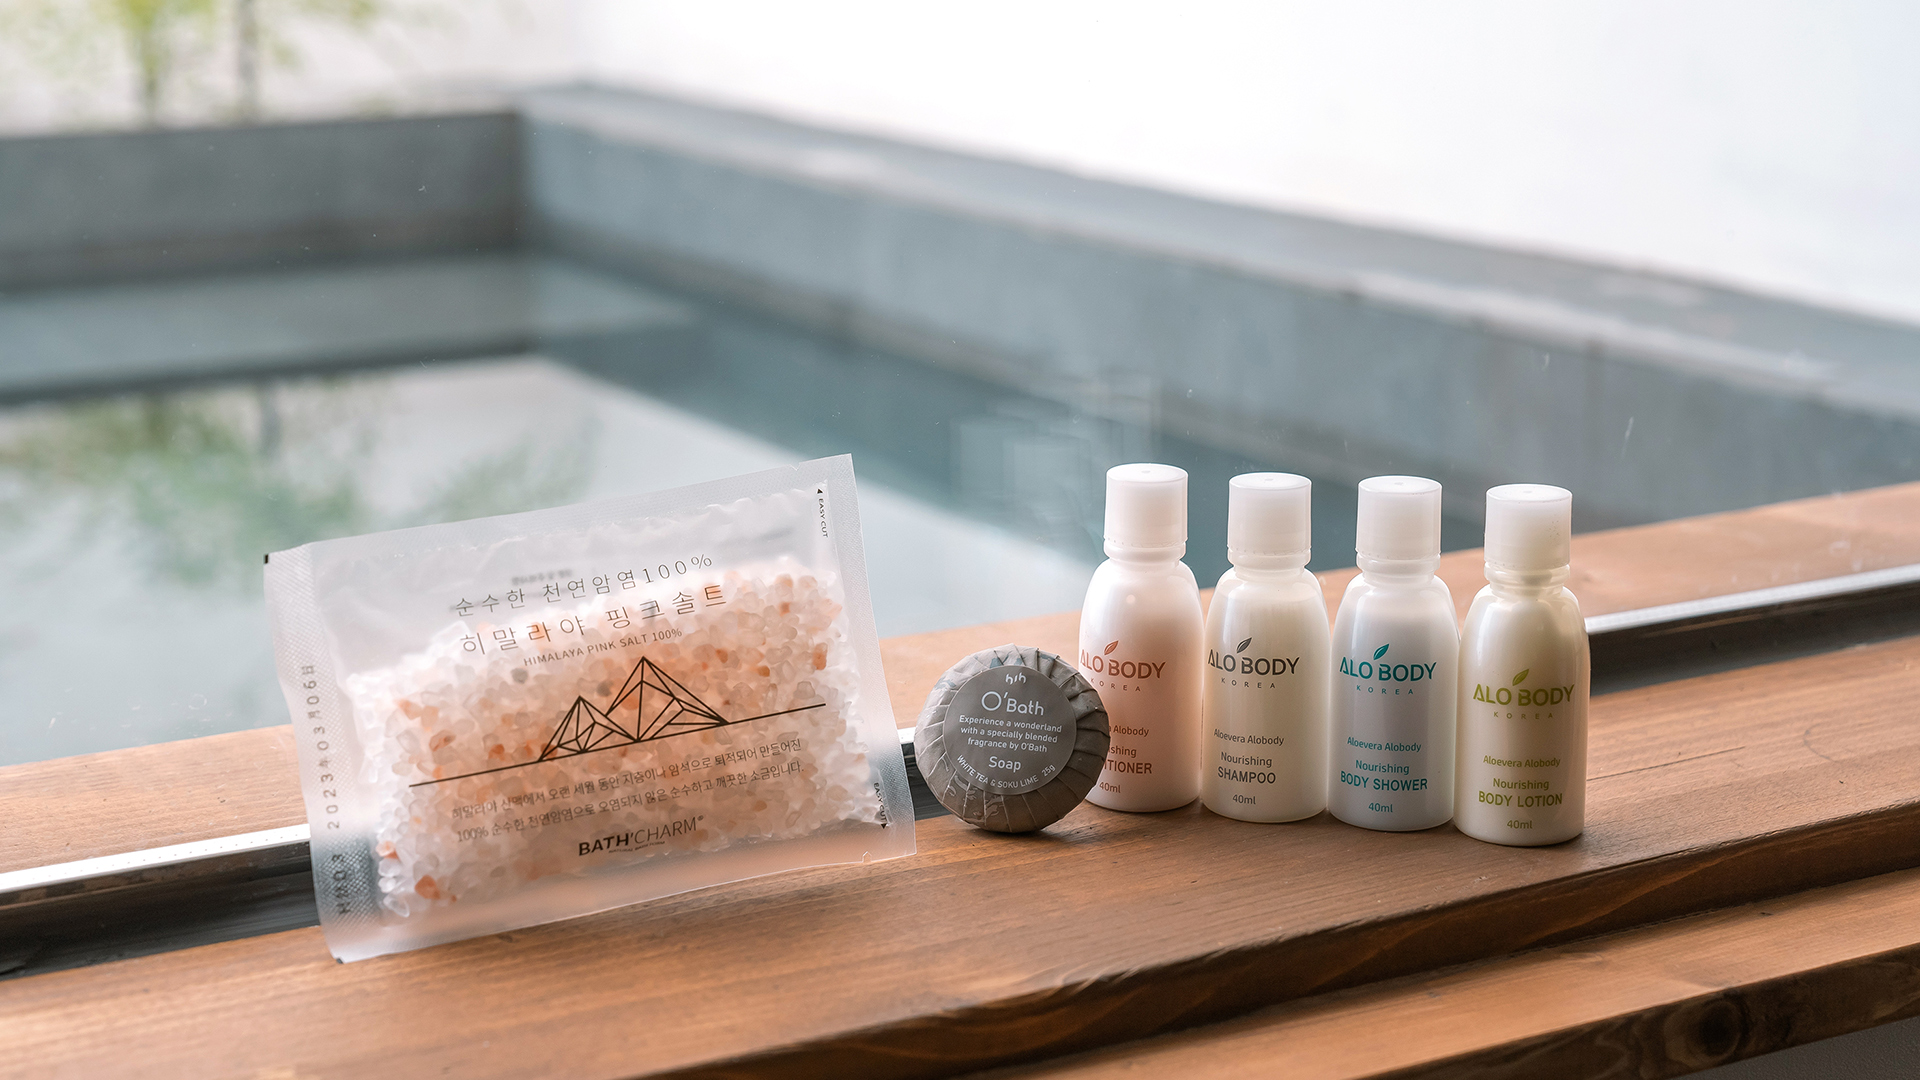 EASY CUT
순수한 천연암염100%
히말라야 핑크솔트
HIMALAYA PINK SALT 100%
히말라야 산맥에서 오랜 세월 동안 지층이나 암석으로 퇴적되어 만들어진
100% 순수한 천연암염으로 오염되지 않은 순수하고 깨끗한 소금입니다.
BATH'CHARM®
EASY CUT
O'Bath
Experience a wonderland
with a specially blended
fragrance by O'Bath
Soap
WHITE TEA & SOKU LIME 25g
ALO BODY
KOREA
Alobody
40ml
ALO BODY
KOREA
Aloevera Alobody
Nourishing
SHAMPOO
40ml
ALO BODY
KOREA
Aloevera Alobody
Nourishing
BODY SHOWER
40ml
ALO BODY
KOREA
Aloevera Alobody
Nourishing
BODY LOTION
40ml